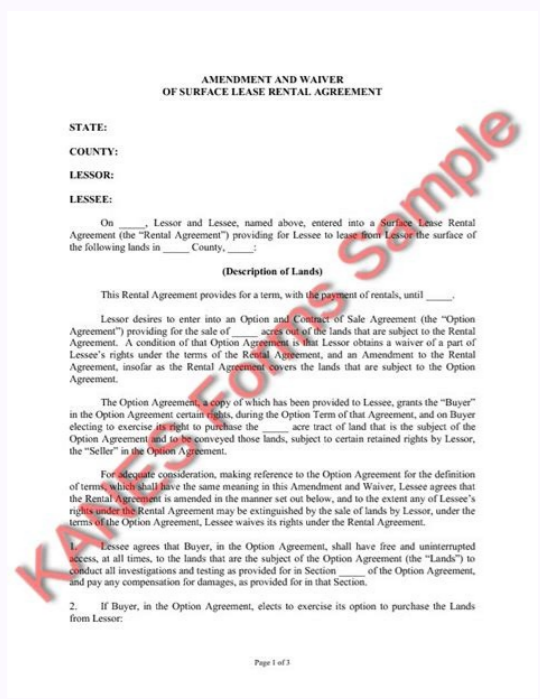 AMENDMENT AND WAIVER
OF SURFACE LEASE RENTAL AGREEMENT
STATE:
COUNTY:
LESSOR:
LESSEE:
On _____, Lessor and Lessee, named above, entered into a Surface Lease Rental
Agreement (the “Rental Agreement”) providing for Lessee to lease from Lessor the surface of
the following lands in _____ County, _____:
(Description of Lands)
This Rental Agreement provides for a term, with the payment of rentals, until _____.
Lessor desires to enter into an Option and Contract of Sale Agreement (the “Option
Agreement”) providing for the sale of _____ acres out of the lands that are subject to the Rental
Agreement. A condition of that Option Agreement is that Lessor obtains a waiver of a part of
Lessee’s rights under the terms of the Rental Agreement, and an Amendment to the Rental
Agreement, insofar as the Rental Agreement covers the lands that are subject to the Option
Agreement.
The Option Agreement, a copy of which has been provided to Lessee, grants the “Buyer”
in the Option Agreement certain rights, during the Option Term of that Agreement, and on Buyer
electing to exercise its right to purchase the _____ acre tract of land that is the subject of the
Option Agreement and to be conveyed those lands, subject to certain retained rights by Lessor,
the “Seller” in the Option Agreement.
For adequate consideration, making reference to the Option Agreement for the definition
of terms, which shall have the same meaning in this Amendment and Waiver, Lessee agrees that
the Rental Agreement is amended in the manner set out below, and to the extent any of Lessee’s
rights under the Rental Agreement may be extinguished by the sale of lands by Lessor, under the
terms of the Option Agreement, Lessee waives its rights under the Rental Agreement.
1. Lessee agrees that Buyer, in the Option Agreement, shall have free and uninterrupted
access, at all times, to the lands that are the subject of the Option Agreement (the “Lands”) to
conduct all investigations and testing as provided for in Section _____ of the Option Agreement,
and pay any compensation for damages, as provided for in that Section.
2. If Buyer, in the Option Agreement, elects to exercise its option to purchase the Lands
from Lessor:
Page 1 of 3
KANES Forms Sample